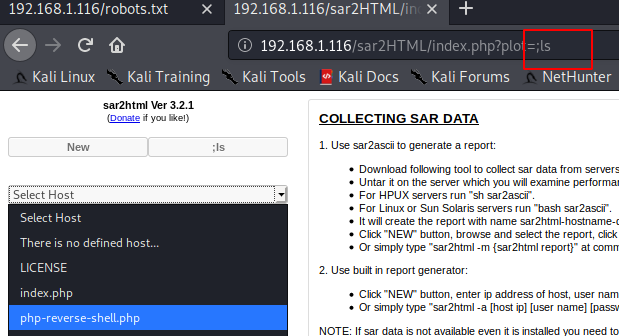 192.168.1.116/robots.txt
192.168.1.116/sar2HTML/in
192.168.1.116/sar2HTML/index.php?plot=;ls
Kali Linux
Kali Training
Kali Tools
Kali Docs
Kali Forums
NetHunter
sar2html Ver 3.2.1
(Donate if you like!)
New
;ls
Select Host
Select Host
There is no defined host...
LICENSE
index.php
php-reverse-shell.php
COLLECTING SAR DATA
1. Use sar2ascii to generate a report:
Download following tool to collect sar data from servers
Untar it on the server which you will examine performan
For HPUX servers run "sh sar2ascii".
For Linux or Sun Solaris servers run "bash sar2ascii".
It will create the report with name sar2html-hostname-d
Click "NEW" button, browse and select the report, click
Or simply type "sar2html -m {sar2html report}" at comm
2. Use built in report generator:
Click "NEW" button, enter ip address of host, user nam
Or simply type "sar2html -a [host ip] [user name] [passw
NOTE: If sar data is not available even it is installed you need to